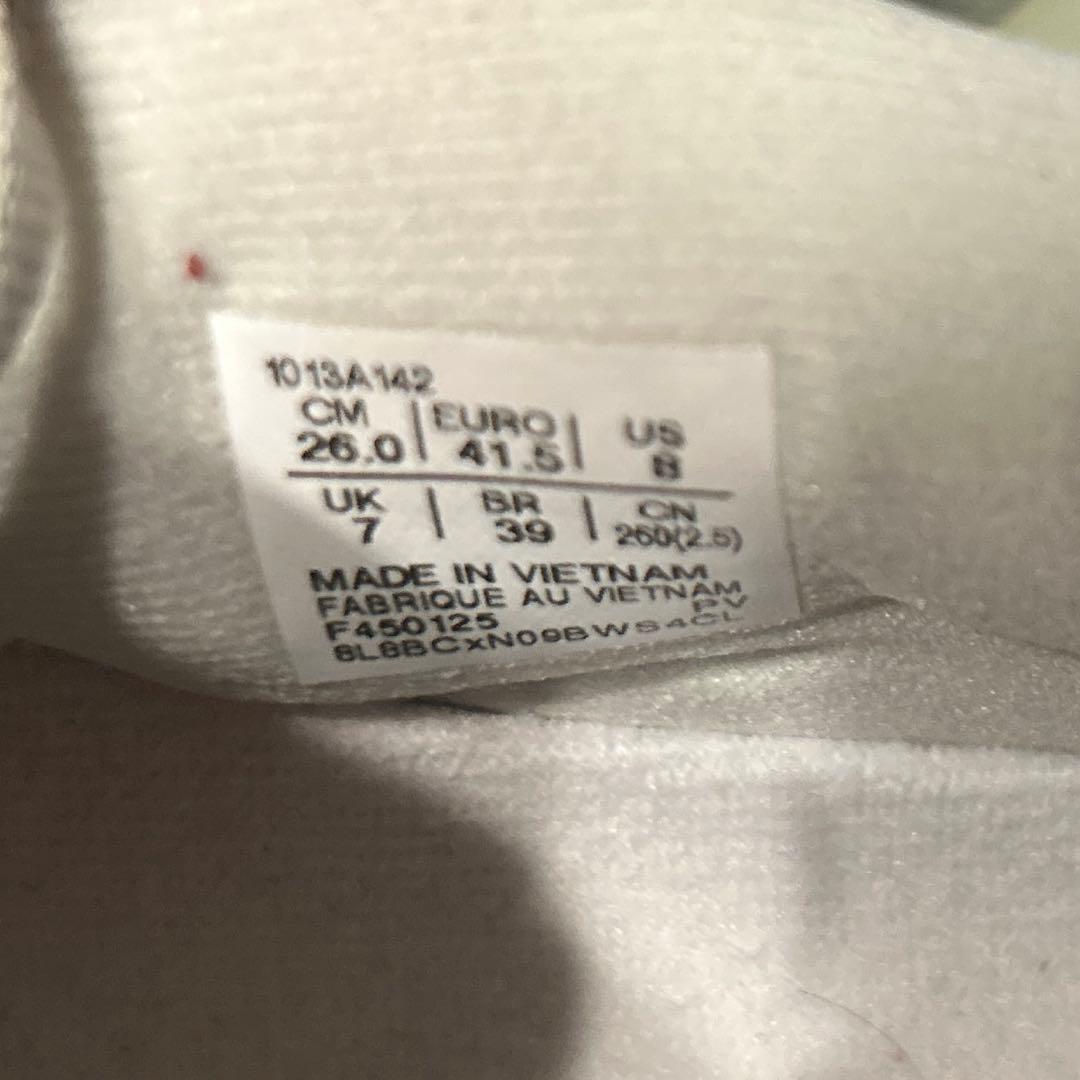 1013A142
CM | EURO | US
26.0 41.5 8
UK | BR | CN
7 39 260(2.5)
MADE IN VIETNAM
FABRIQUE AU VIETNAM
F450125 PV
8L8BCxN09BWS4CL